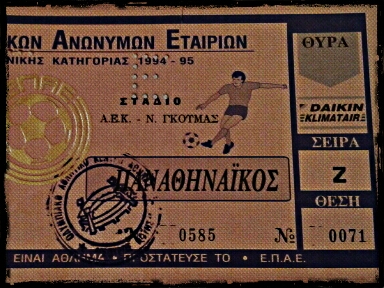 ΚΩΝ ΑΝΩΝΥΜΩΝ ΕΤΑΙΡΙΩΝ
ΝΙΚΗΣ ΚΑΤΗΓΟΡΙΑΣ 1994 - 95
ΘΥΡΑ
ΣΤΑΔΙΟ
Α.Ε.Κ. - Ν. ΓΚΟΥΜΑΣ
DAIKIN
KLIMATAIR
ΣΕΙΡΑ
Ζ
ΠΑΝΑΘΗΝΑΪΚΟΣ
ΘΕΣΗ
0585
№ 0071
ΕΙΝΑΙ ΑΘΛΗΜΑ • ΠΡΟΣΤΑΤΕΥΣΕ ΤΟ • Ε.Π.Α.Ε.